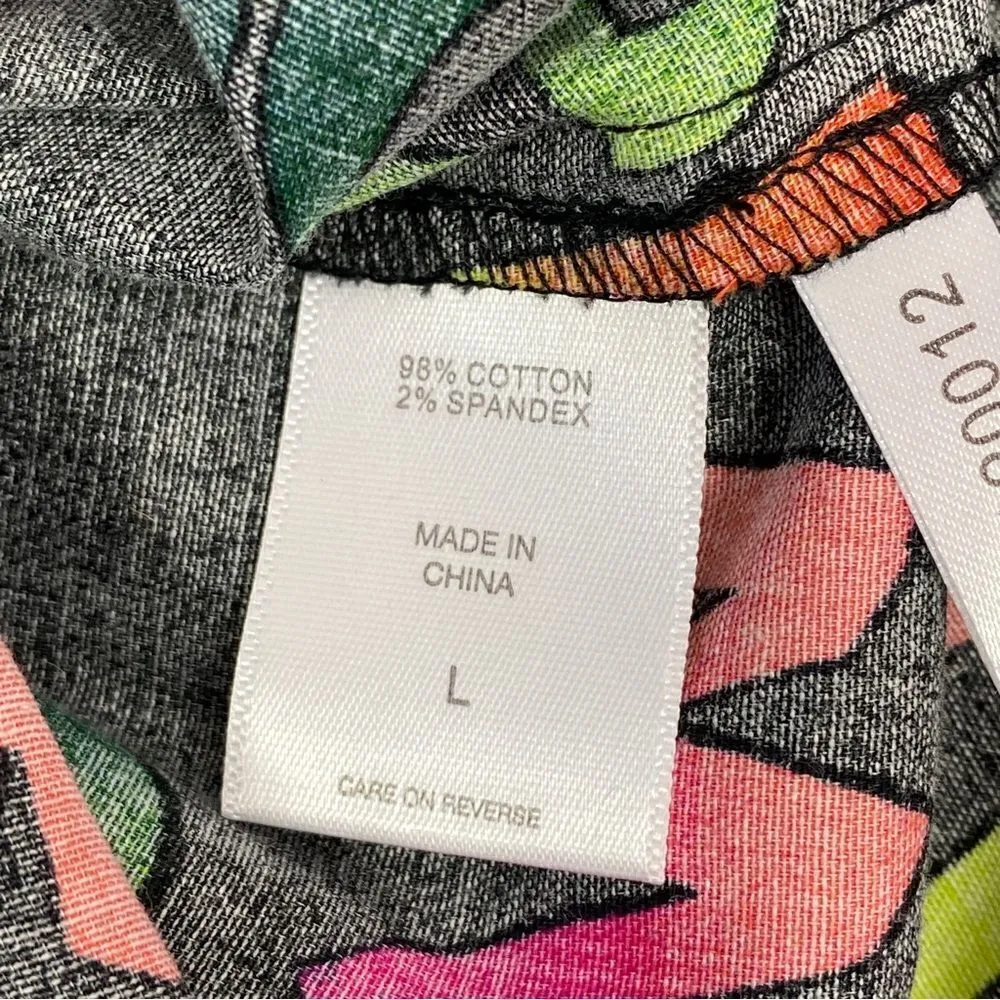 98% COTTON
2% SPANDEX
MADE IN
CHINA
L
CARE ON REVERSE
00012